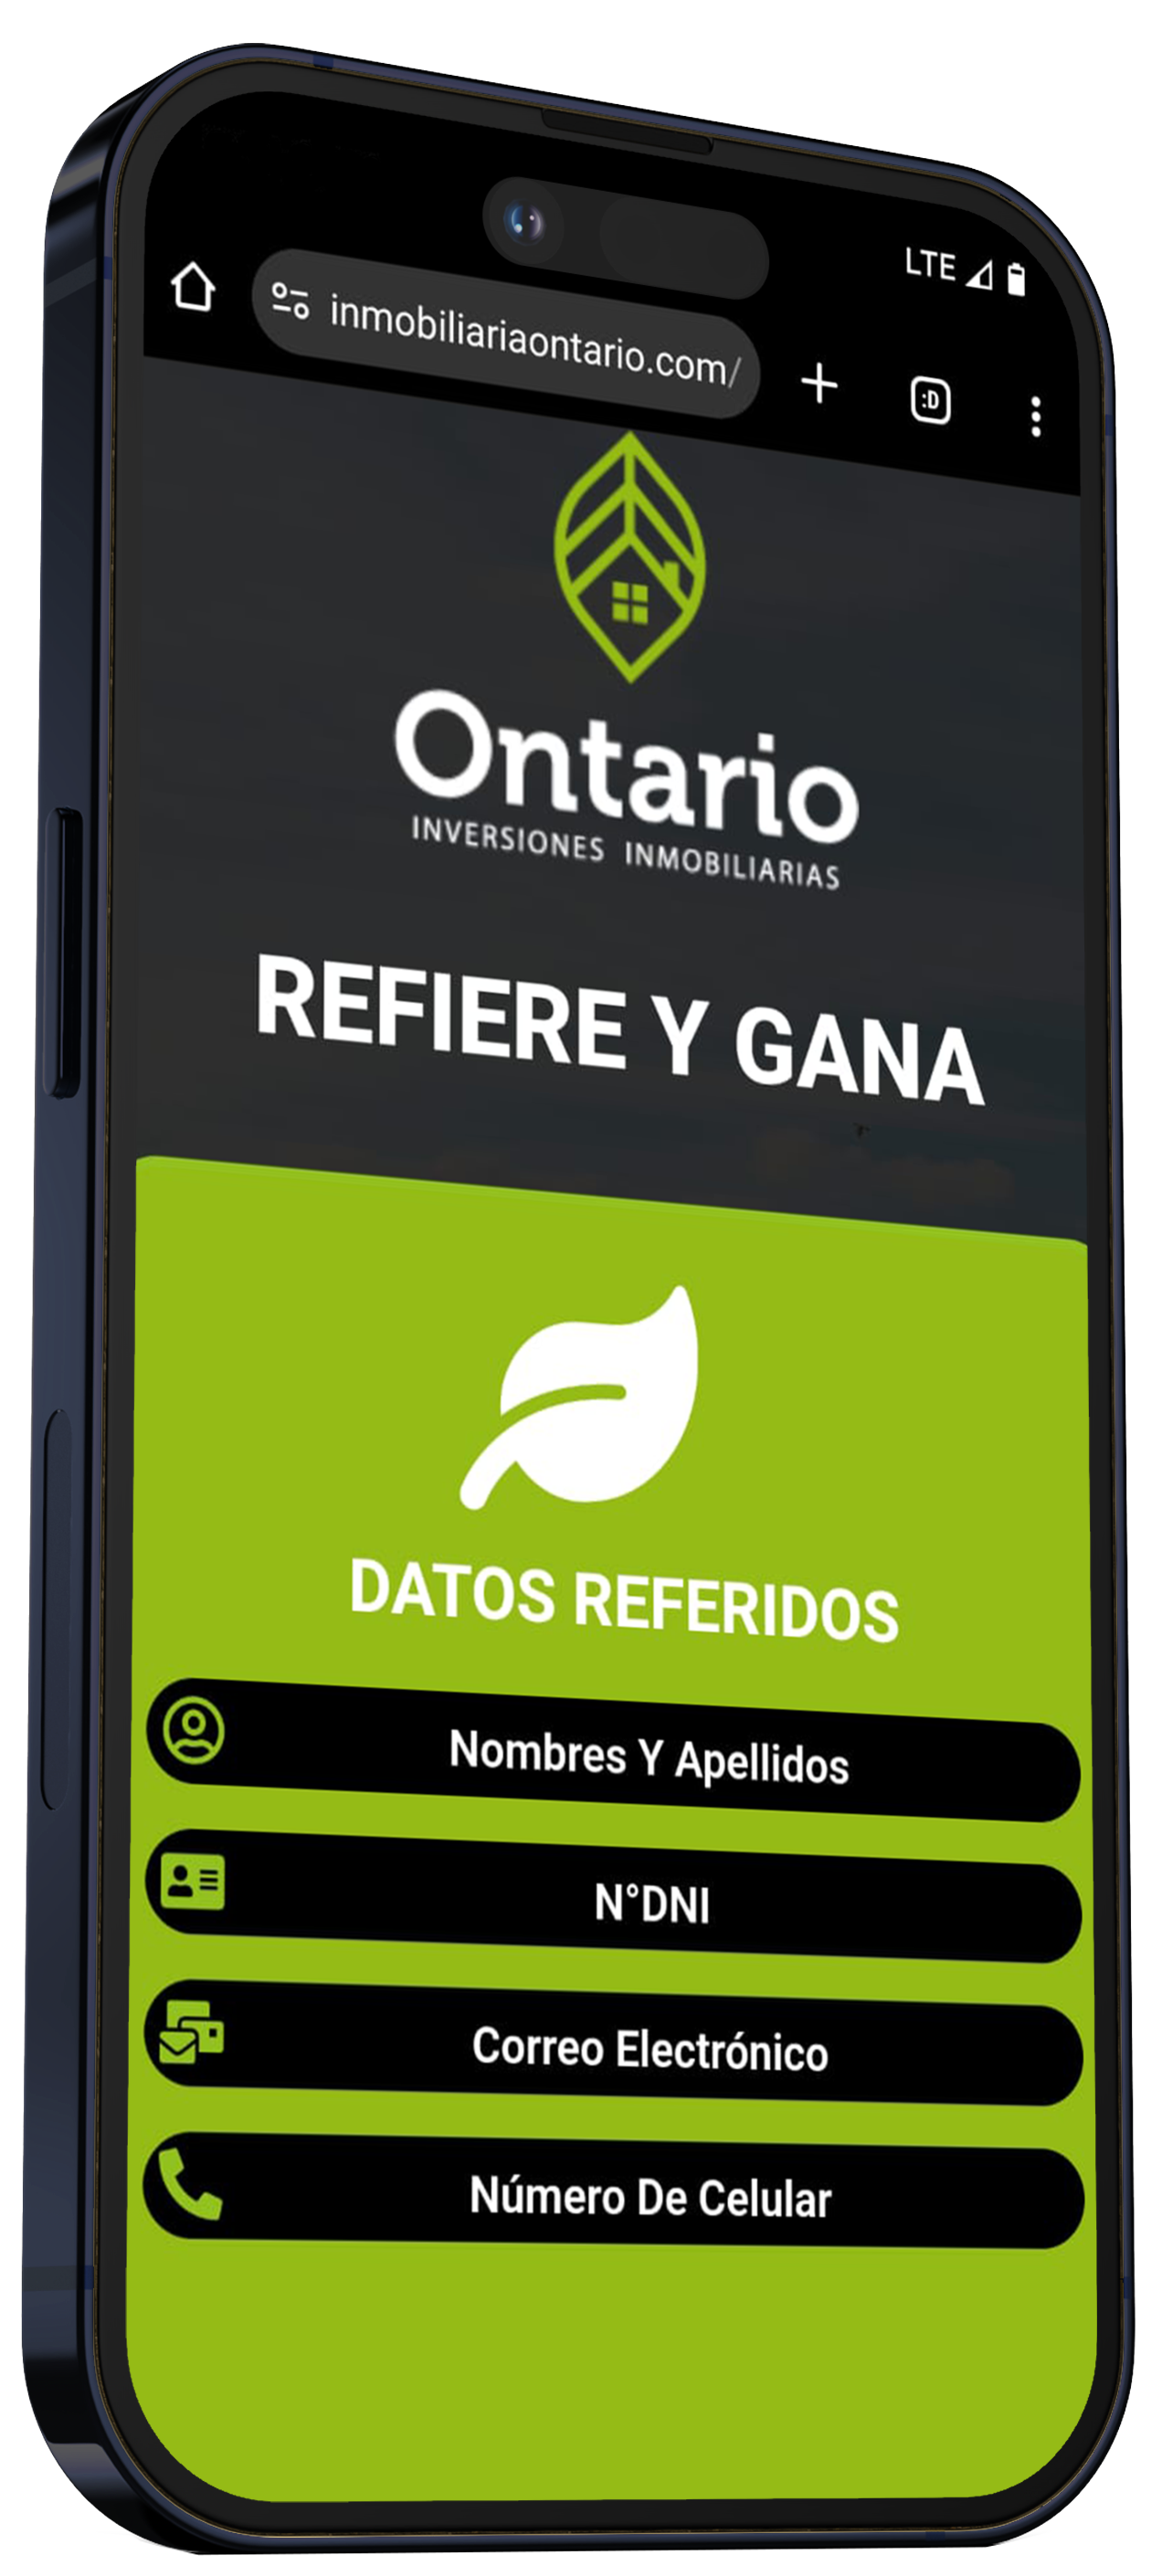 LTE
inmobiliariaontario.com/
:D
Ontario
INVERSIONES INMOBILIARIAS
REFIERE Y GANA
DATOS REFERIDOS
Nombres Y Apellidos
N°DNI
Correo Electrónico
Número De Celular